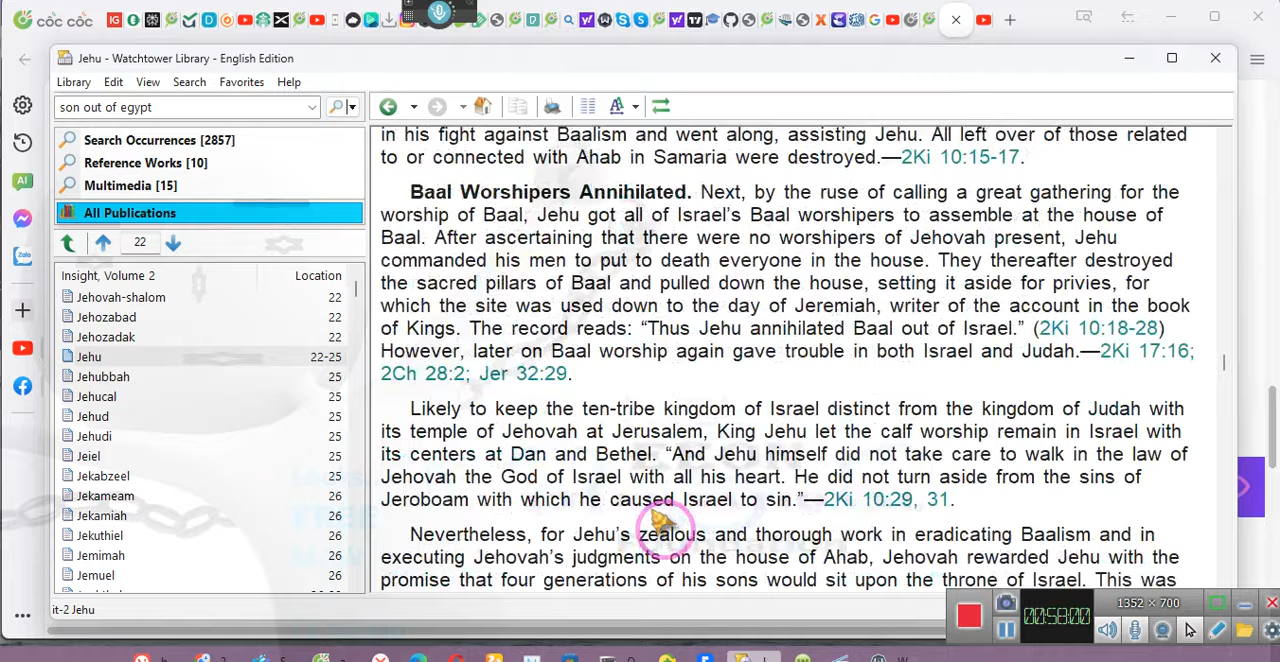 cốc cốc
Jehu - Watchtower Library - English Edition
Library Edit View Search Favorites Help
son out of egypt
Search Occurrences [2857]
Reference Works [10]
Multimedia [15]
All Publications
22
Insight, Volume 2 Location
Jehovah-shalom 22
Jehozabad 22
Jehozadak 22
Jehu 22-25
Jehubbah 25
Jehucal 25
Jehud 25
Jehudi 25
Jeiel 25
Jekabzeel 25
Jekameam 26
Jekamiah 26
Jekuthiel 26
Jemimah 26
Jemuel 26
it-2 Jehu
in his fight against Baalism and went along, assisting Jehu. All left over of those related
to or connected with Ahab in Samaria were destroyed.—2Ki 10:15-17.
Baal Worshipers Annihilated. Next, by the ruse of calling a great gathering for the
worship of Baal, Jehu got all of Israel’s Baal worshipers to assemble at the house of
Baal. After ascertaining that there were no worshipers of Jehovah present, Jehu
commanded his men to put to death everyone in the house. They thereafter destroyed
the sacred pillars of Baal and pulled down the house, setting it aside for privies, for
which the site was used down to the day of Jeremiah, writer of the account in the book
of Kings. The record reads: “Thus Jehu annihilated Baal out of Israel.” (2Ki 10:18-28)
However, later on Baal worship again gave trouble in both Israel and Judah.—2Ki 17:16;
2Ch 28:2; Jer 32:29.
Likely to keep the ten-tribe kingdom of Israel distinct from the kingdom of Judah with
its temple of Jehovah at Jerusalem, King Jehu let the calf worship remain in Israel with
its centers at Dan and Bethel. “And Jehu himself did not take care to walk in the law of
Jehovah the God of Israel with all his heart. He did not turn aside from the sins of
Jeroboam with which he caused Israel to sin.”—2Ki 10:29, 31.
Nevertheless, for Jehu’s zealous and thorough work in eradicating Baalism and in
executing Jehovah’s judgments on the house of Ahab, Jehovah rewarded Jehu with the
promise that four generations of his sons would sit upon the throne of Israel. This was
AI
Zalo
00:58:00
1352 × 700